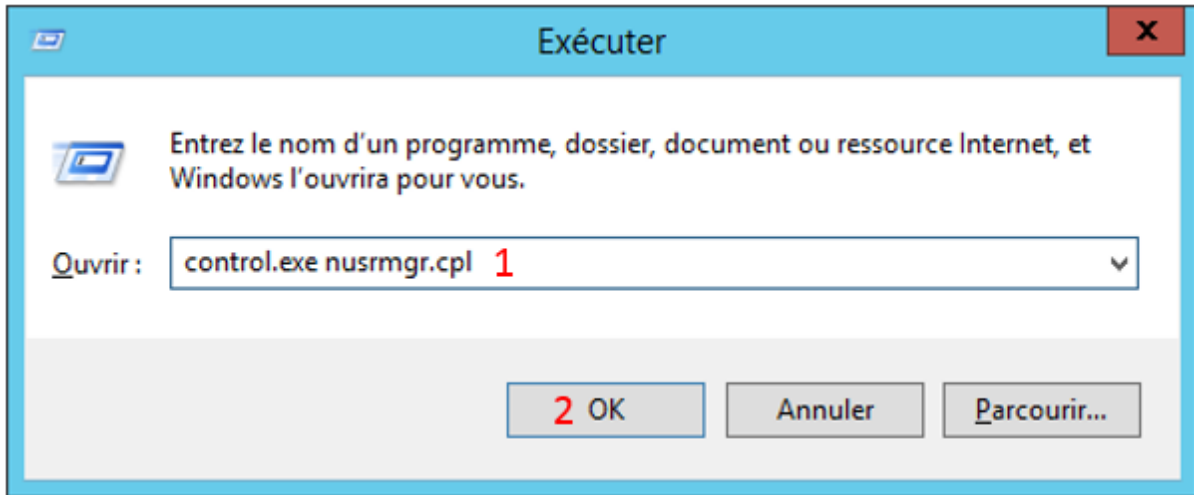 Exécuter
x
Entrez le nom d'un programme, dossier, document ou ressource Internet, et
Windows l'ouvrira pour vous.
Ouvrir : control.exe nusrmgr.cpl 1
2 OK Annuler Parcourir...